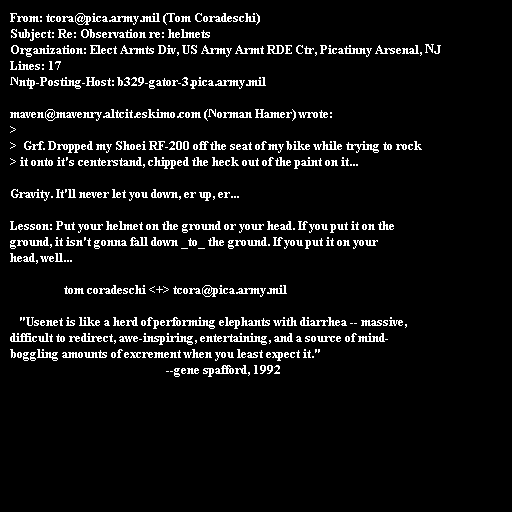 From: tcora@pica.army.mil (Tom Coradeschi)
Subject: Re: Observation re: helmets
Organization: Elect Armts Div, US Army Armt RDE Ctr, Picatinny Arsenal, NJ
Lines: 17
Nntp-Posting-Host: b329-gator-3.pica.army.mil

maven@mavenry.altcit.eskimo.com (Norman Hamer) wrote:
>
>  Grf. Dropped my Shoei RF-200 off the seat of my bike while trying to rock
> it onto it's centerstand, chipped the heck out of the paint on it...

Gravity. It'll never let you down, er up, er...

Lesson: Put your helmet on the ground or your head. If you put it on the
ground, it isn't gonna fall down _to_ the ground. If you put it on your
head, well...

tom coradeschi <+> tcora@pica.army.mil

"Usenet is like a herd of performing elephants with diarrhea -- massive,
difficult to redirect, awe-inspiring, entertaining, and a source of mind-
boggling amounts of excrement when you least expect it."
--gene spafford, 1992